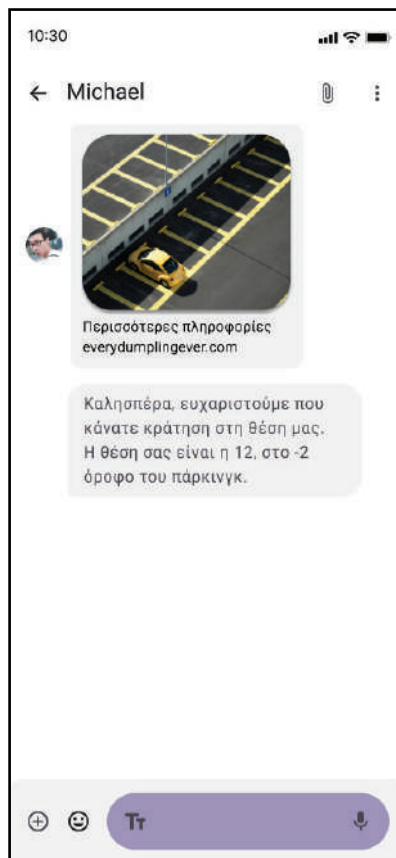 10:30
Michael
Περισσότερες πληροφορίες
everydumplingever.com
Καλησπέρα, ευχαριστούμε που
κάνατε κράτηση στη θέση μας.
Η θέση σας είναι η 12, στο -2
όροφο του πάρκινγκ.
Tт